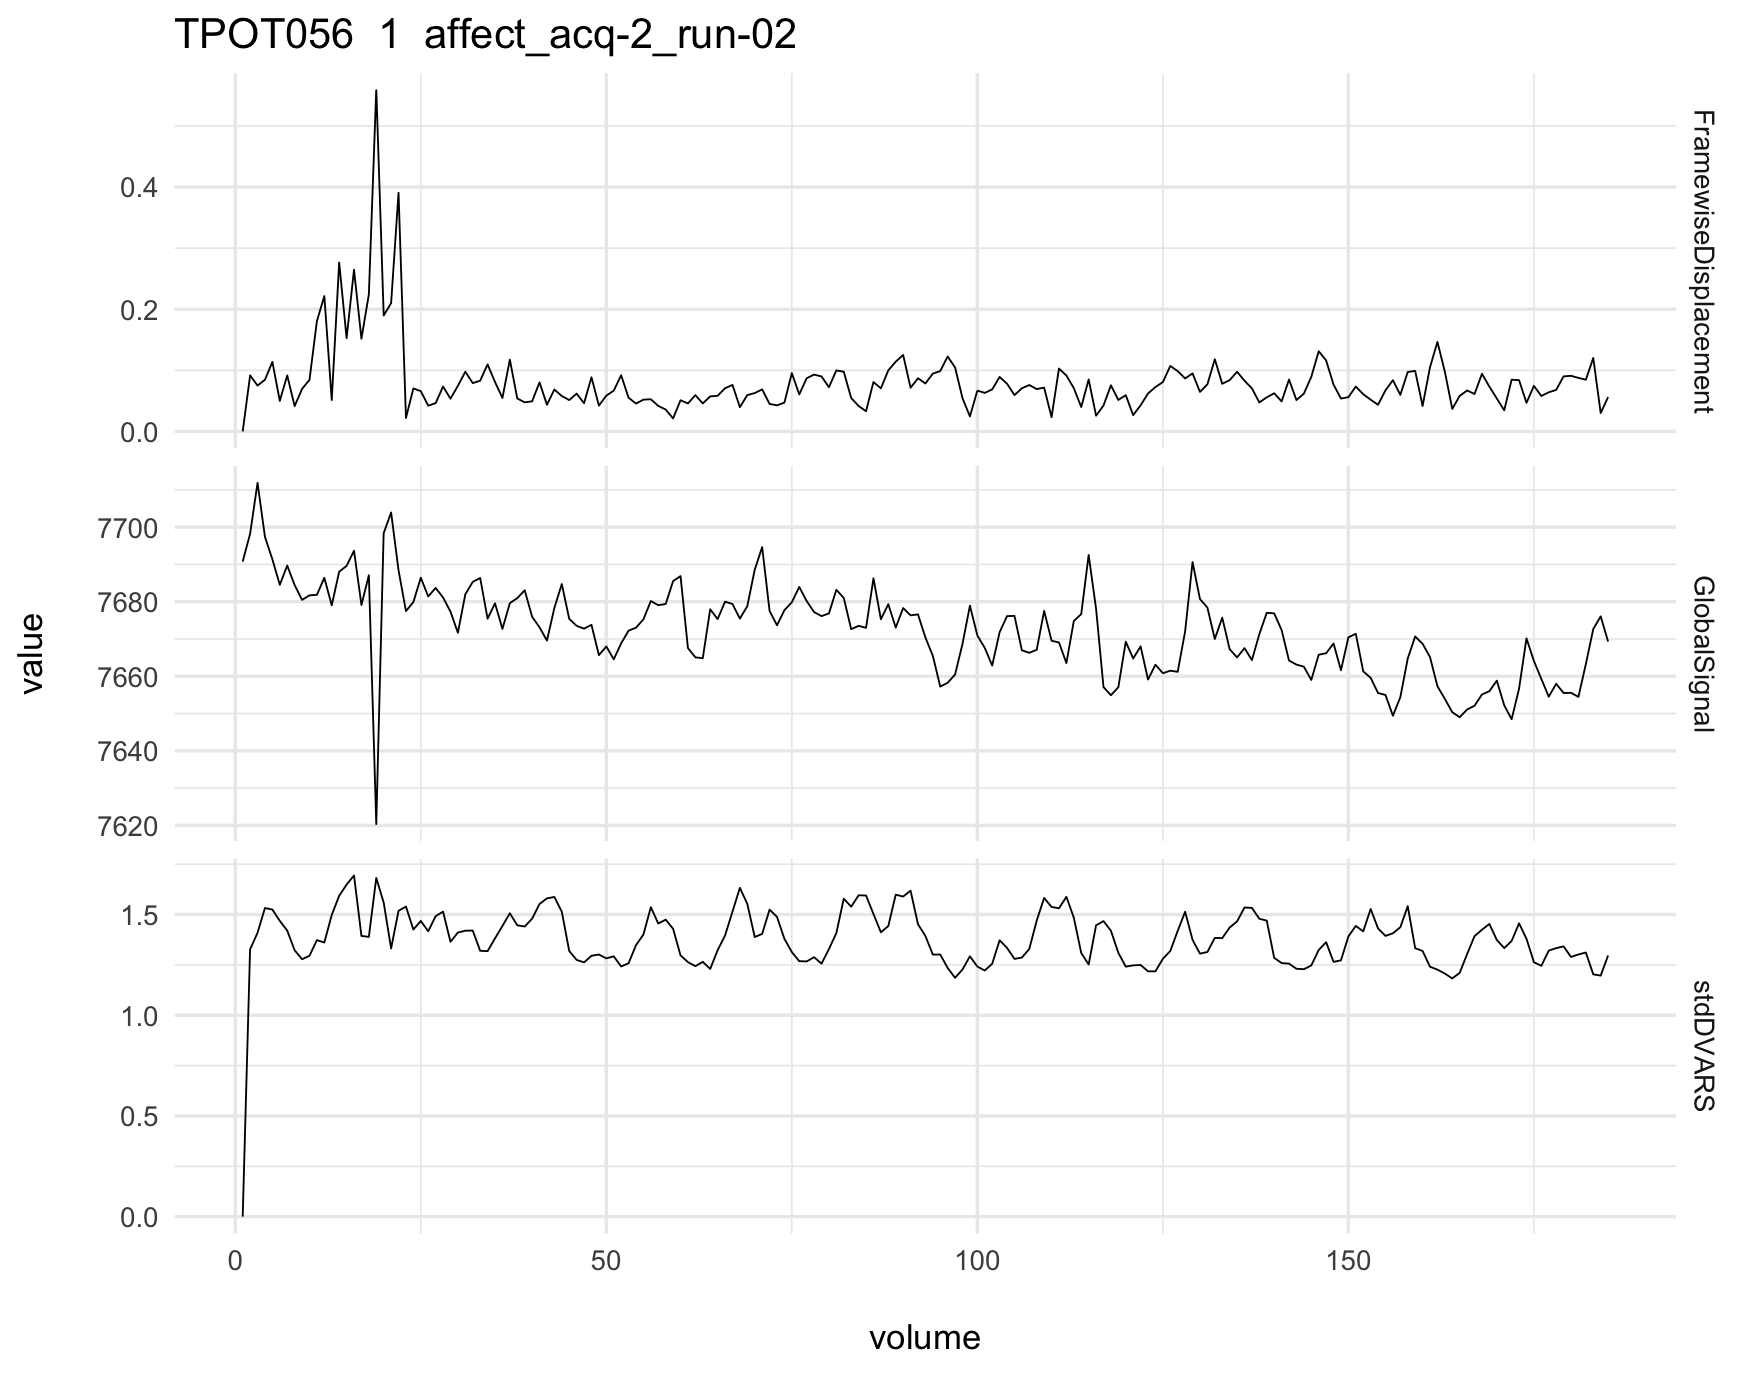 TPOT056 1 affect_acq-2_run-02
0.4
0.2
0.0
FramewiseDisplacement
7700
7680
7660
7640
7620
GlobalSignal
1.5
1.0
0.5
0.0
stdDVARS
value
0 50 100 150
volume